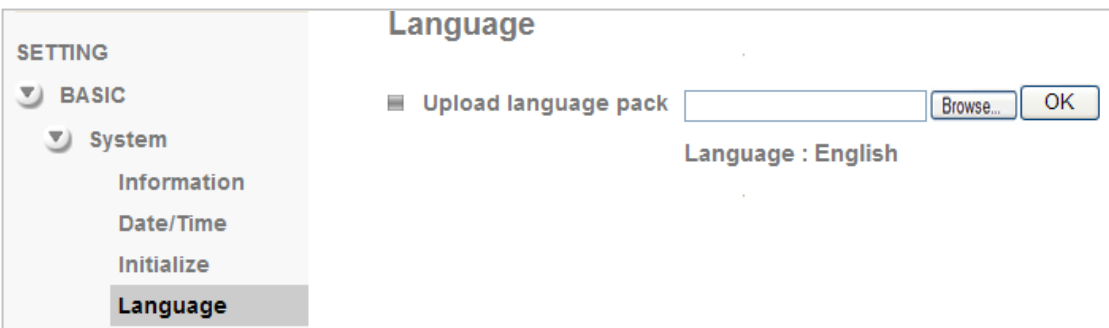 SETTING
BASIC
System
Information
Date/Time
Initialize
Language
Language
Upload language pack Browse... OK
Language : English